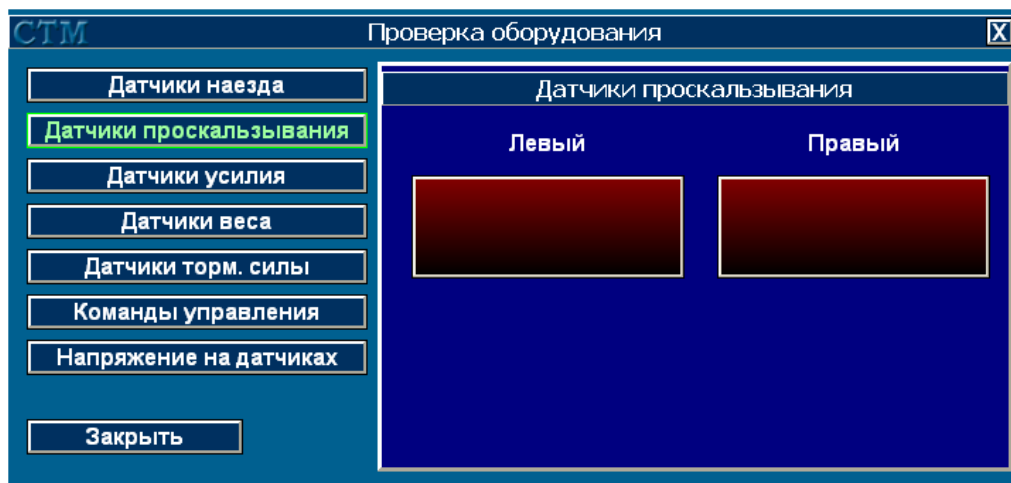 СТМ
Проверка оборудования
X
Датчики наезда
Датчики проскальзывания
Датчики усилия
Датчики веса
Датчики торм. силы
Команды управления
Напряжение на датчиках
Закрыть
Датчики проскальзывания
Левый
Правый